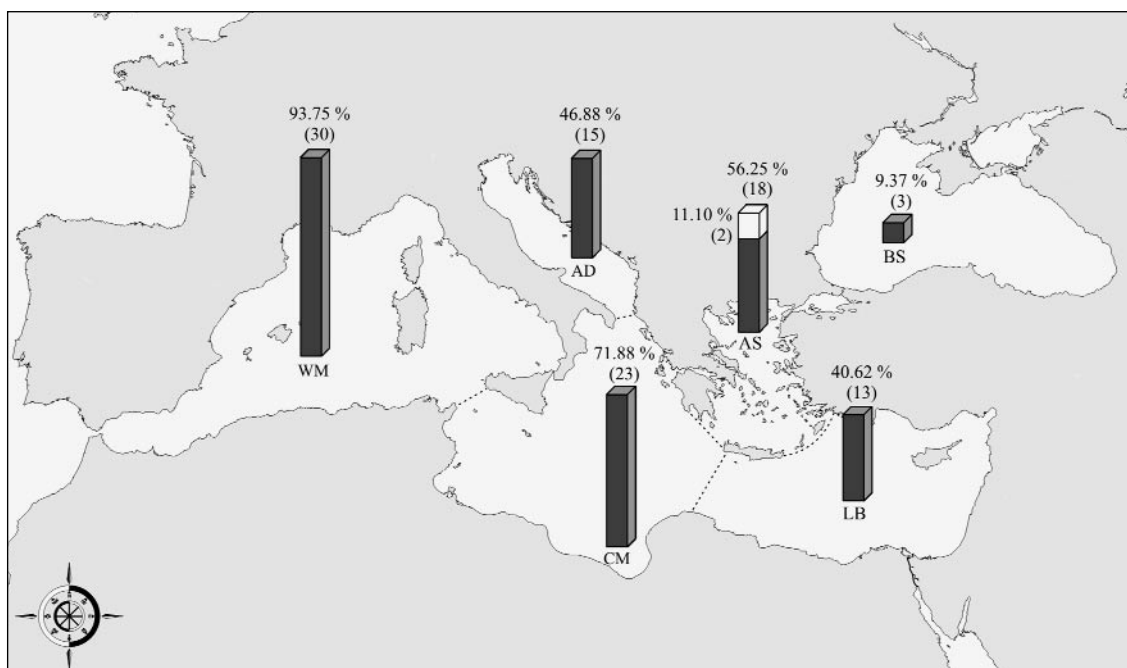 93.75 %
(30)
WM
46.88 %
(15)
AD
56.25 %
(18)
11.10 %
(2)
AS
9.37 %
(3)
BS
71.88 %
(23)
CM
40.62 %
(13)
LB